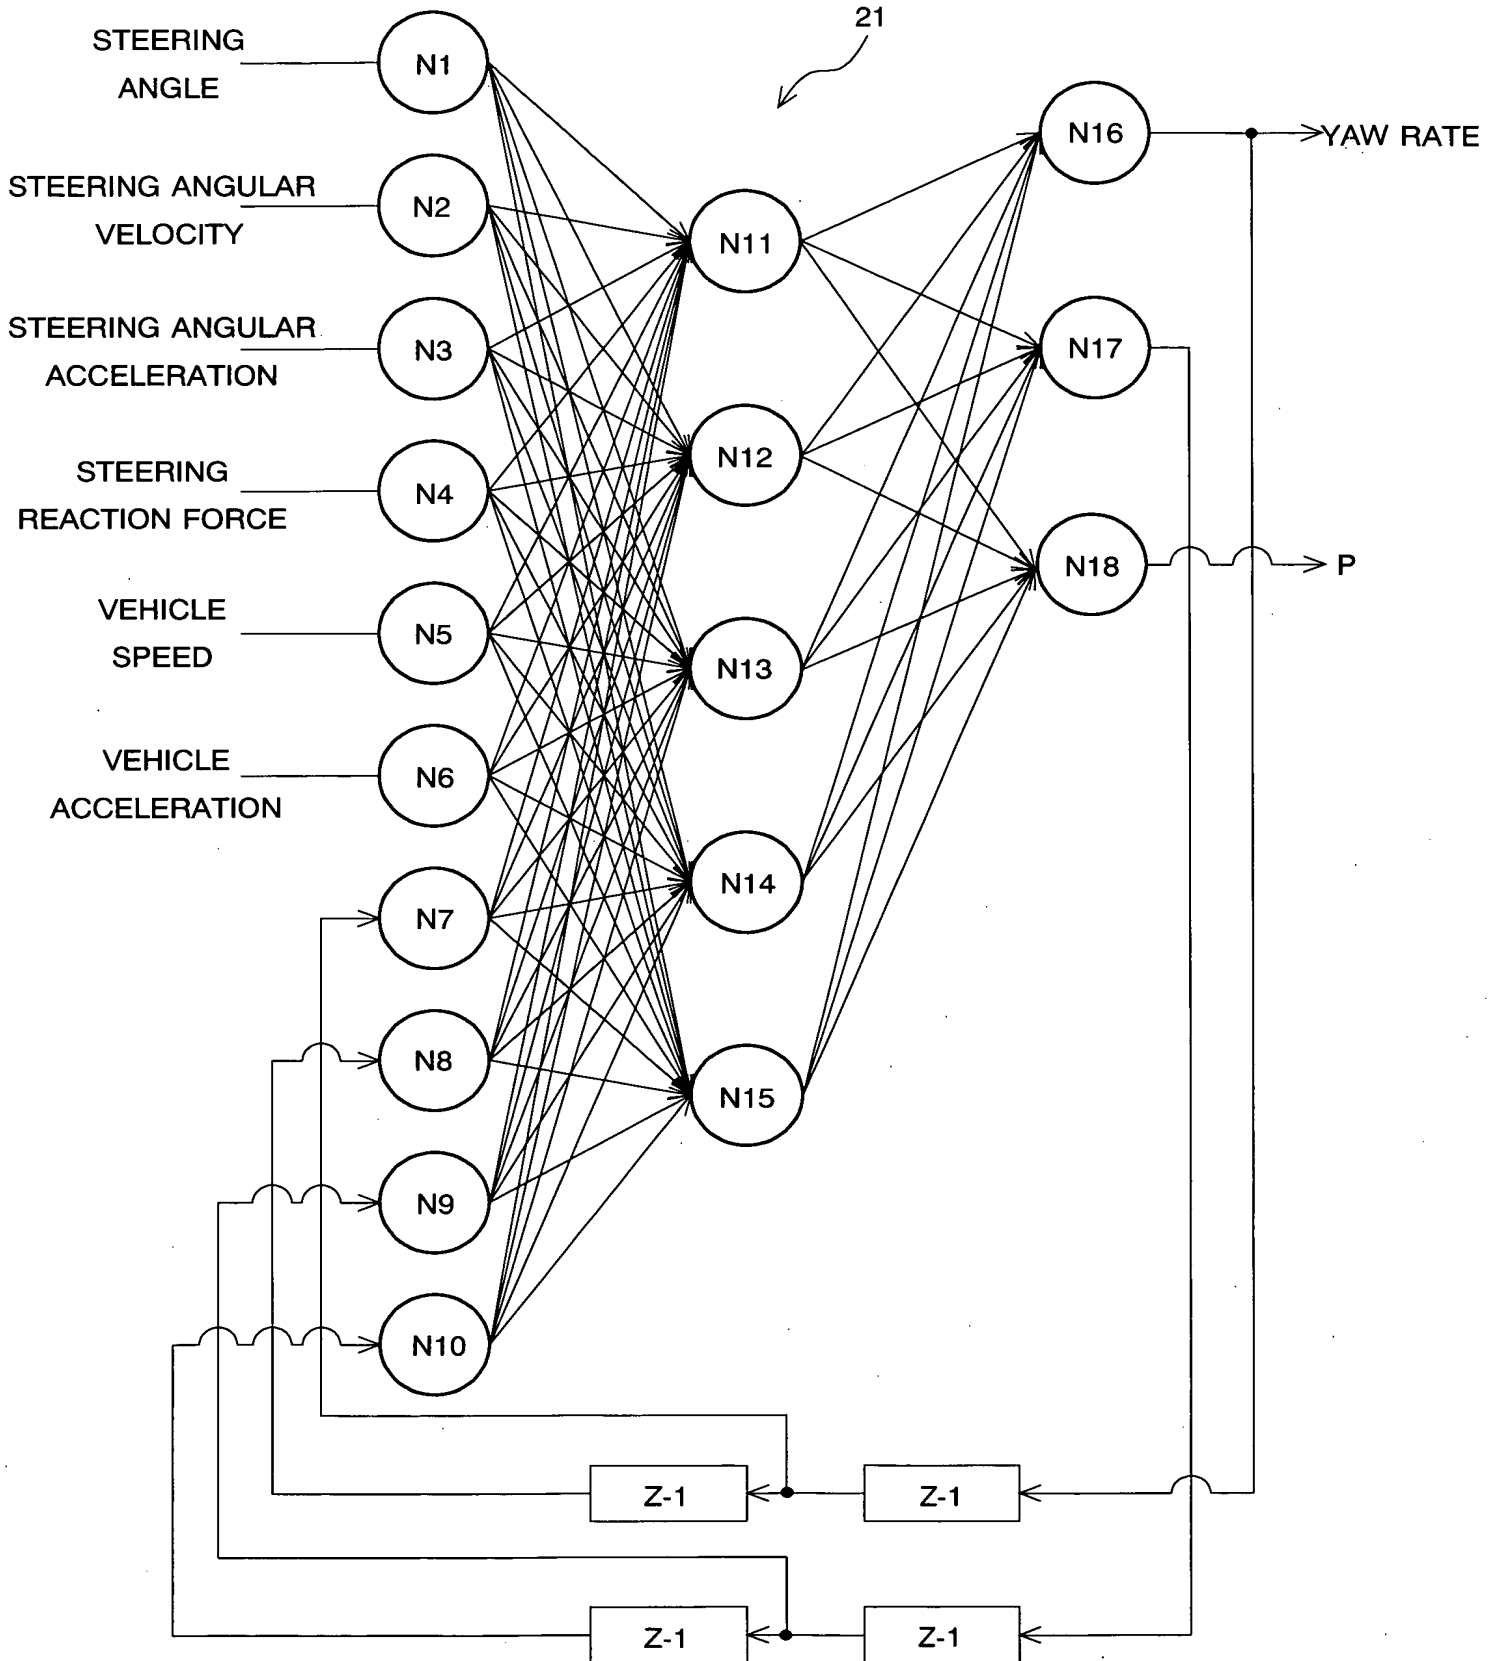 21
STEERING
ANGLE
N1
N16
YAW RATE
STEERING ANGULAR
VELOCITY
N2
N11
STEERING ANGULAR
ACCELERATION
N3
N17
STEERING
REACTION FORCE
N4
N12
N18
P
VEHICLE
SPEED
N5
N13
VEHICLE
ACCELERATION
N6
N14
N7
N8
N15
N9
N10
Z-1
Z-1
Z-1
Z-1